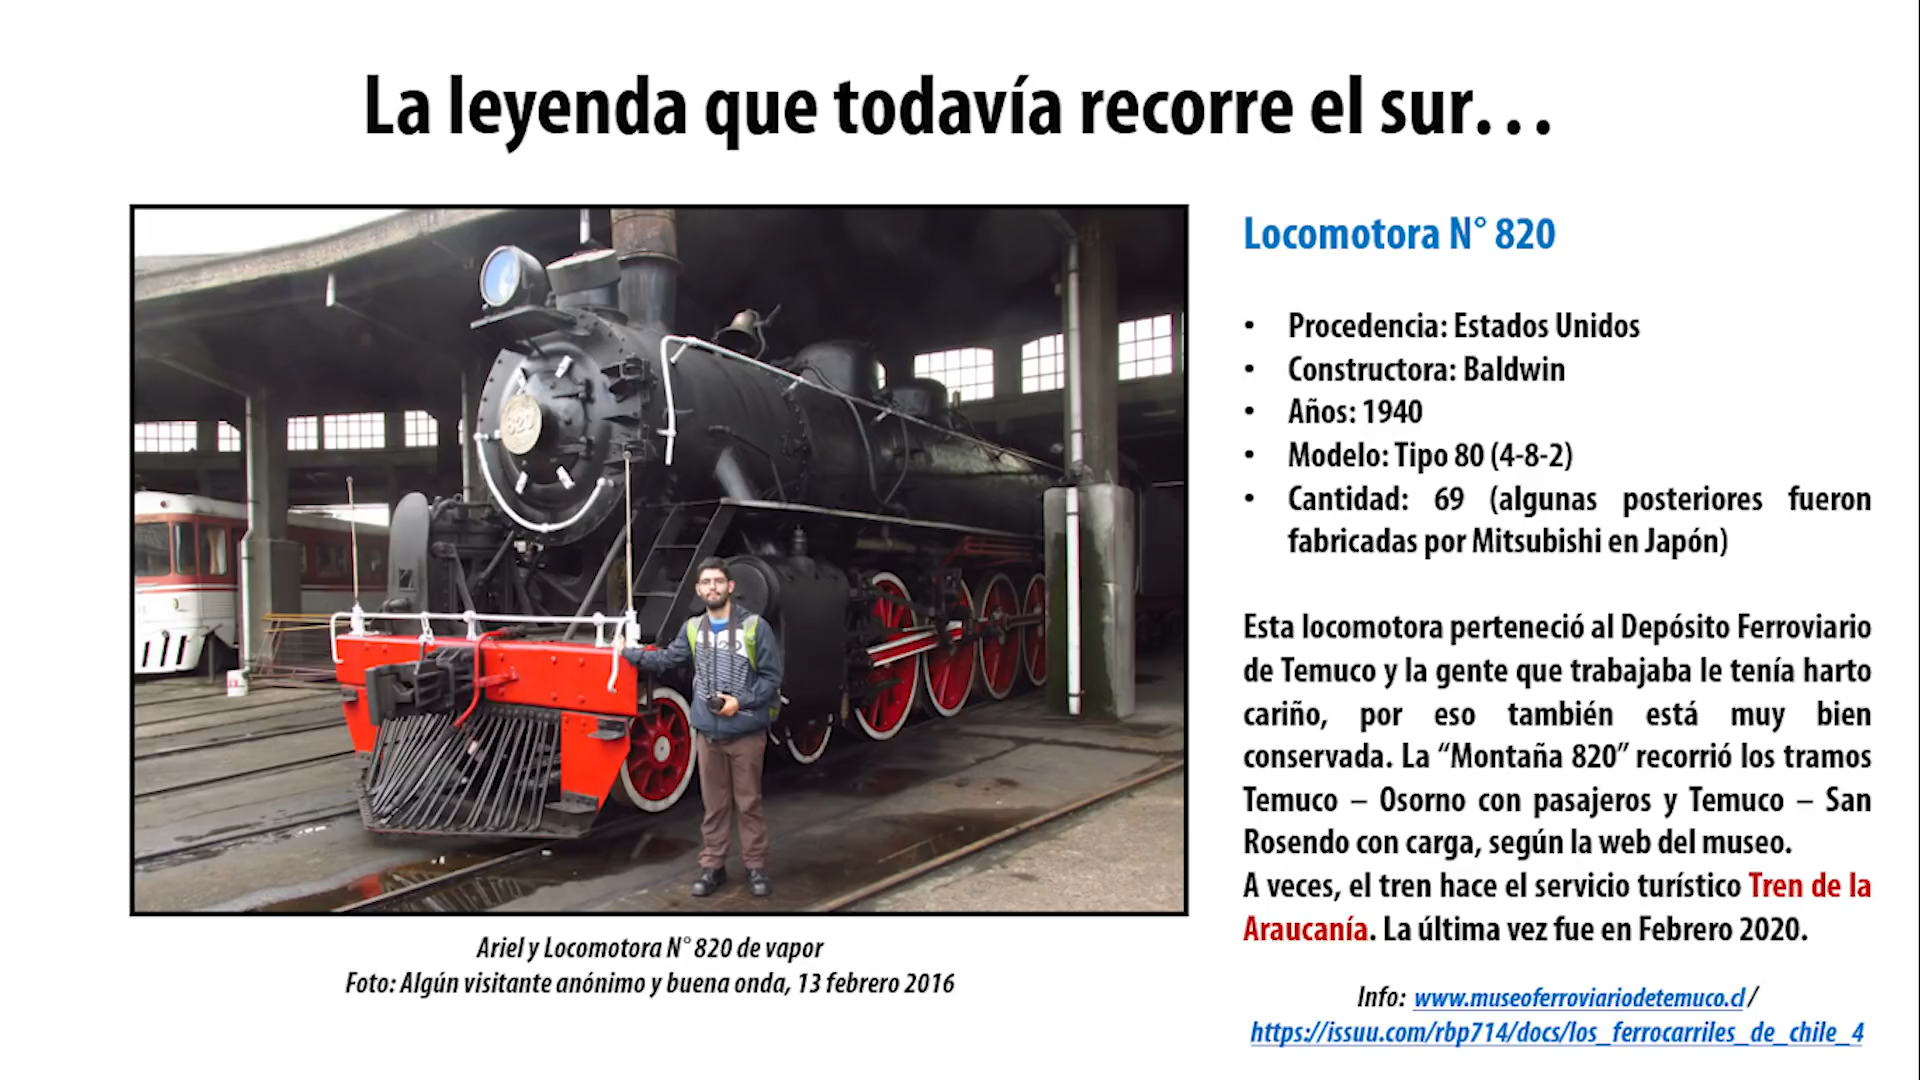 La leyenda que todavía recorre el sur...
820
Locomotora N° 820
• Procedencia: Estados Unidos
• Constructora: Baldwin
• Años: 1940
• Modelo: Tipo 80 (4-8-2)
• Cantidad: 69 (algunas posteriores fueron
fabricadas por Mitsubishi en Japón)
Esta locomotora perteneció al Depósito Ferroviario
de Temuco y la gente que trabajaba le tenía harto
cariño, por eso también está muy bien
conservada. La “Montaña 820” recorrió los tramos
Temuco – Osorno con pasajeros y Temuco – San
Rosendo con carga, según la web del museo.
A veces, el tren hace el servicio turístico Tren de la
Araucanía. La última vez fue en Febrero 2020.
Ariel y Locomotora N° 820 de vapor
Foto: Algún visitante anónimo y buena onda, 13 febrero 2016
Info: www.museoferroviariodetemuco.cl /
https://issuu.com/rbp714/docs/los_ferrocarriles_de_chile_4